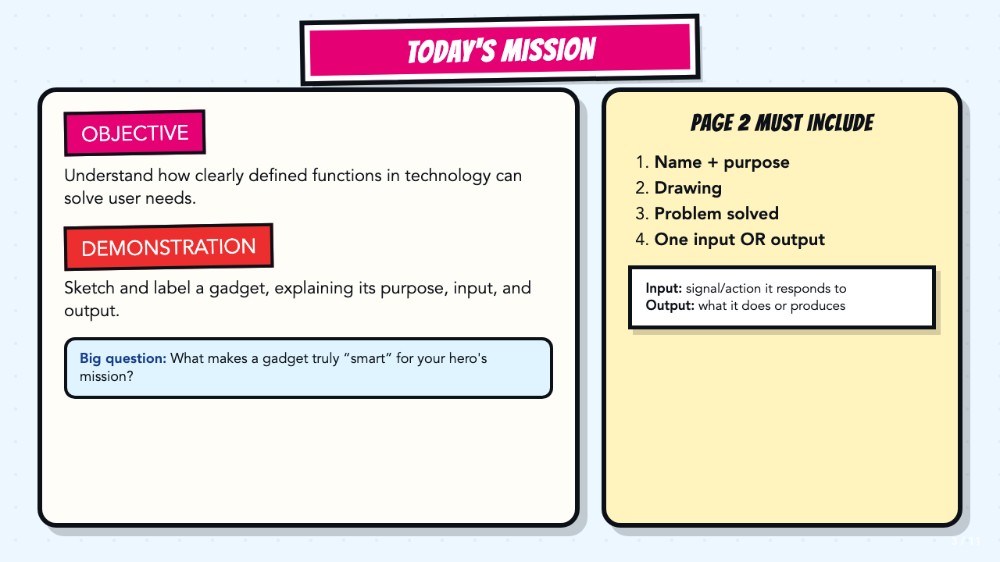 TODAY'S MISSION
OBJECTIVE
Understand how clearly defined functions in technology can
solve user needs.
DEMONSTRATION
Sketch and label a gadget, explaining its purpose, input, and
output.
Big question: What makes a gadget truly “smart” for your hero's
mission?
PAGE 2 MUST INCLUDE
1. Name + purpose
2. Drawing
3. Problem solved
4. One input OR output
Input: signal/action it responds to
Output: what it does or produces
3 / 11